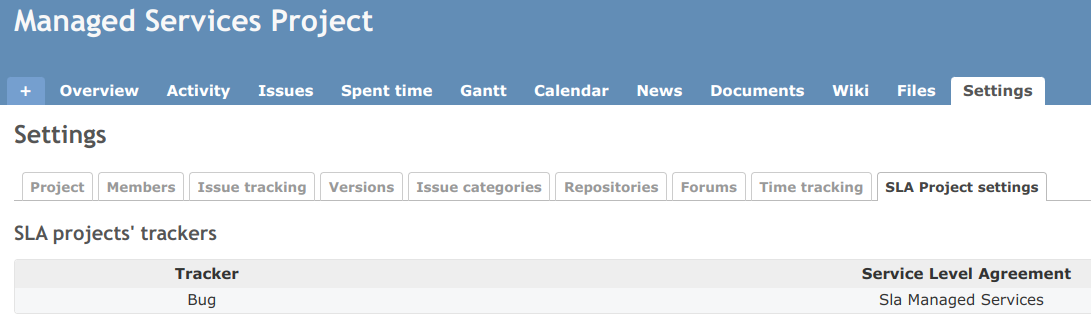 Managed Services Project
+ Overview Activity Issues Spent time Gantt Calendar News Documents Wiki Files Settings
Settings
Project Members Issue tracking Versions Issue categories Repositories Forums Time tracking SLA Project settings
SLA projects' trackers
Tracker Service Level Agreement
Bug Sla Managed Services